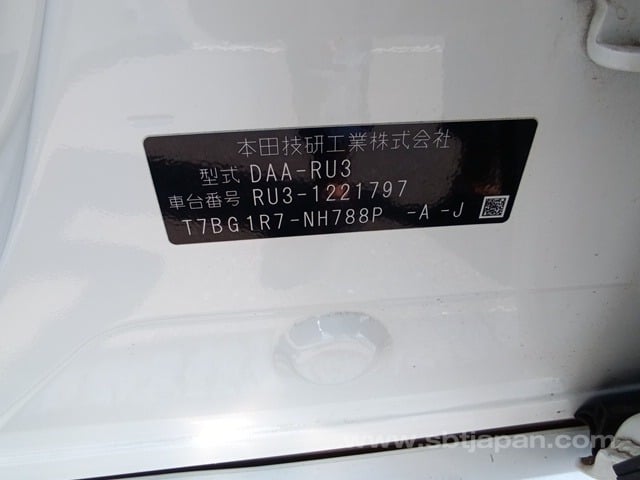 本田技研工業株式会社
型式 DAA-RU3
車台番号 RU3-1221797
T7BG1R7-NH788P -A -J
www.sbtjapan.com